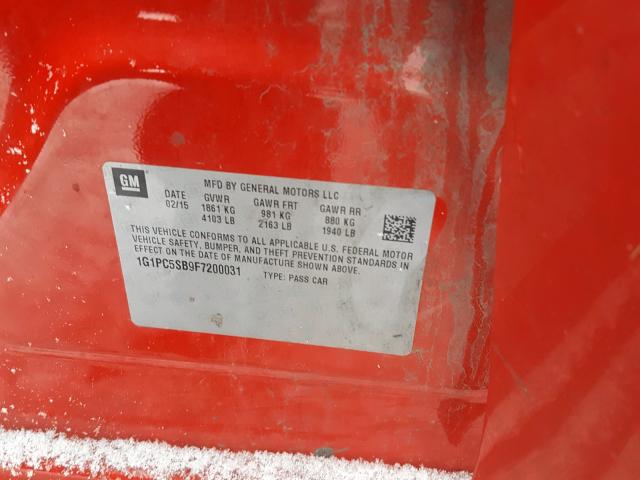 GM
MFD BY GENERAL MOTORS LLC
DATE GVWR GAWR FRT GAWR RR
02/15 1861 KG 981 KG 880 KG
4103 LB 2163 LB 1940 LB
THIS VEHICLE CONFORMS TO ALL APPLICABLE U.S. FEDERAL MOTOR
VEHICLE SAFETY, BUMPER, AND THEFT PREVENTION STANDARDS IN
EFFECT ON THE DATE OF MANUFACTURE SHOWN ABOVE.
1G1PC5SB9F7200031 TYPE: PASS CAR